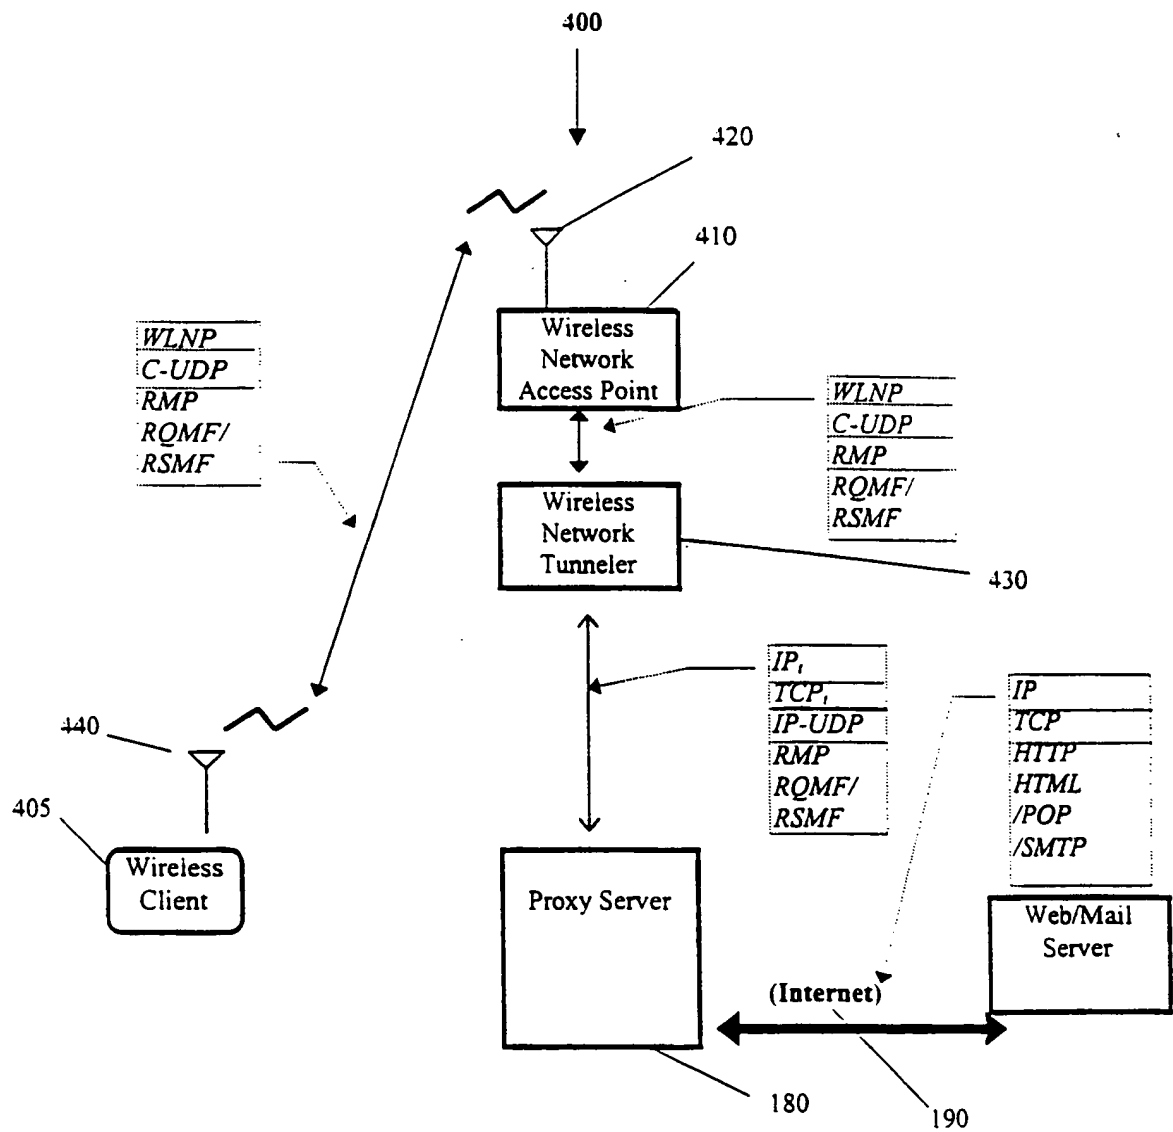 400
420
410
Wireless
Network
Access Point
WLNP
C-UDP
RMP
RQMF/
RSMF
WLNP
C-UDP
RMP
RQMF/
RSMF
Wireless
Network
Tunneler
430
IPt
TCPt
IP-UDP
RMP
RQMF/
RSMF
IP
TCP
HTTP
HTML
/POP
/SMTP
440
405
Wireless
Client
Proxy Server
Web/Mail
Server
(Internet)
180
190